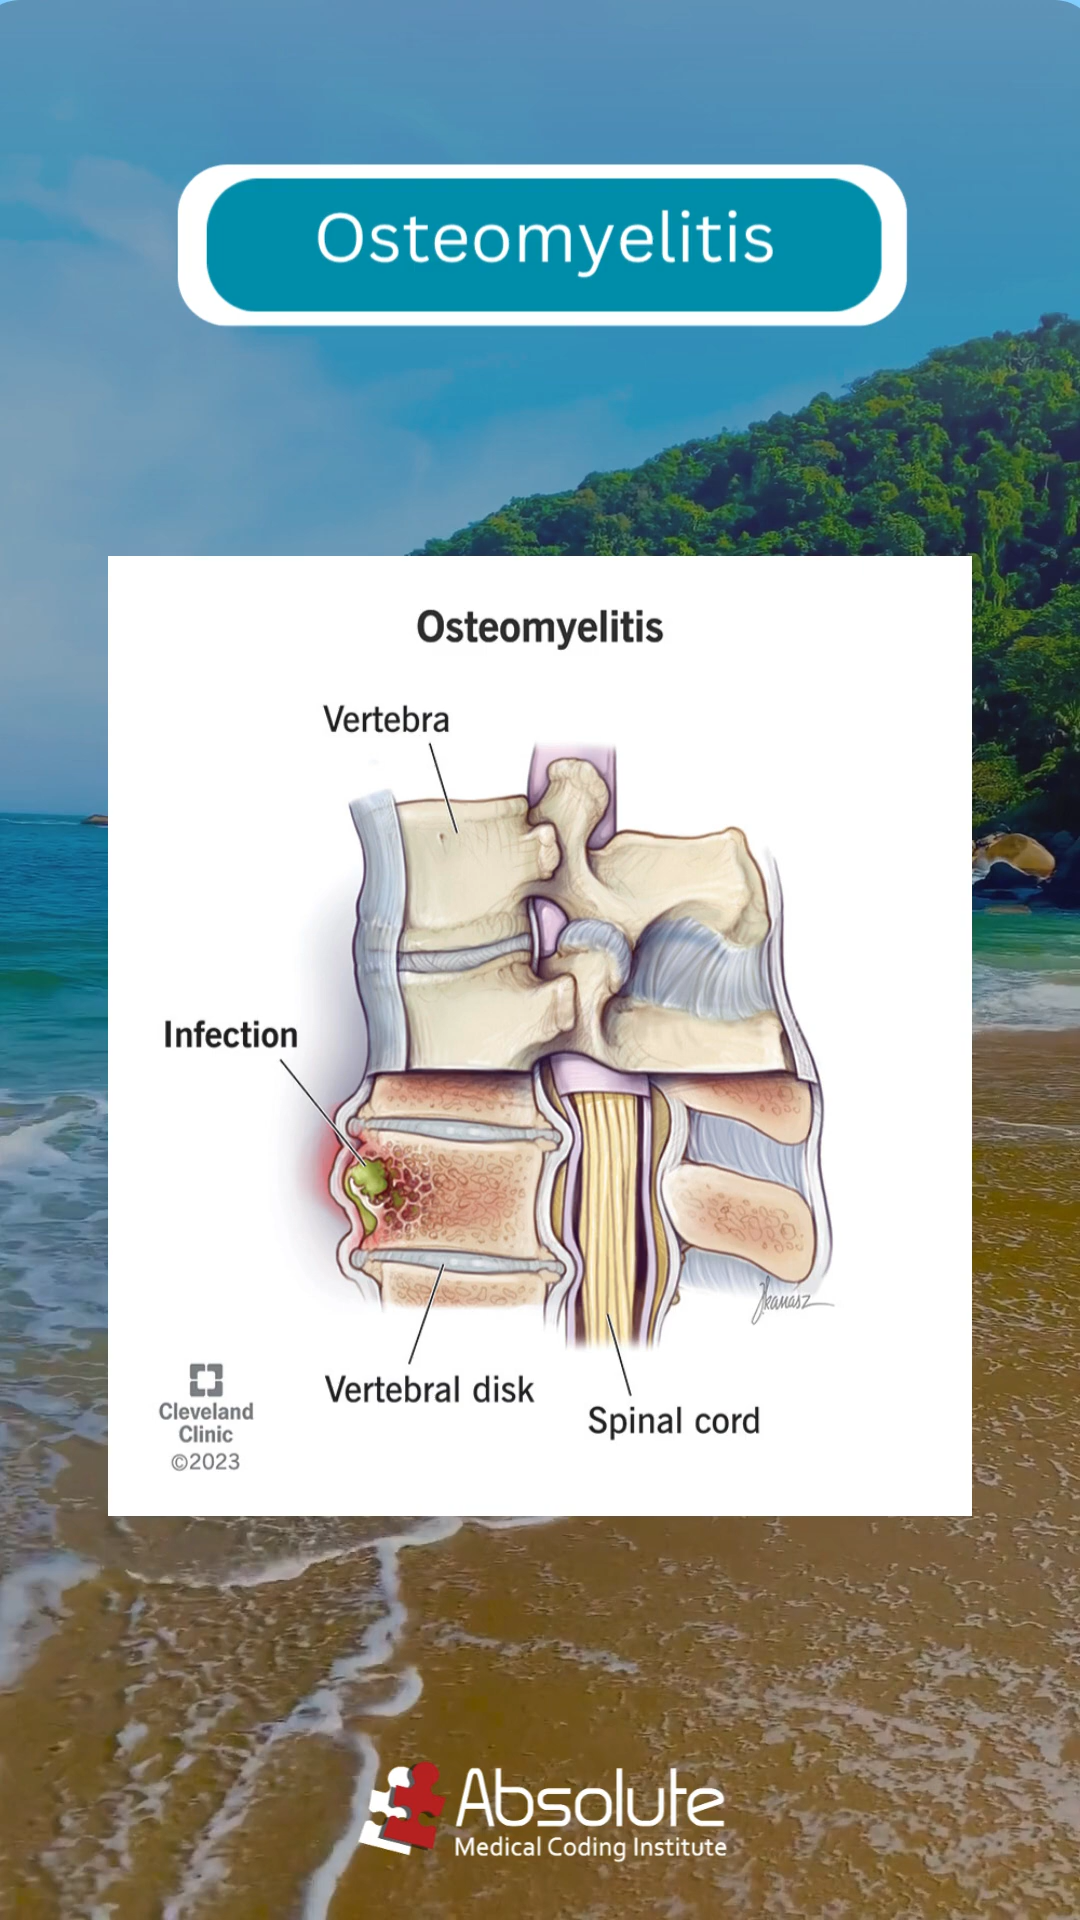 Osteomyelitis
Osteomyelitis
Vertebra
Infection
Vertebral disk
Spinal cord
Cleveland
Clinic
©2023
Absolute
Medical Coding Institute